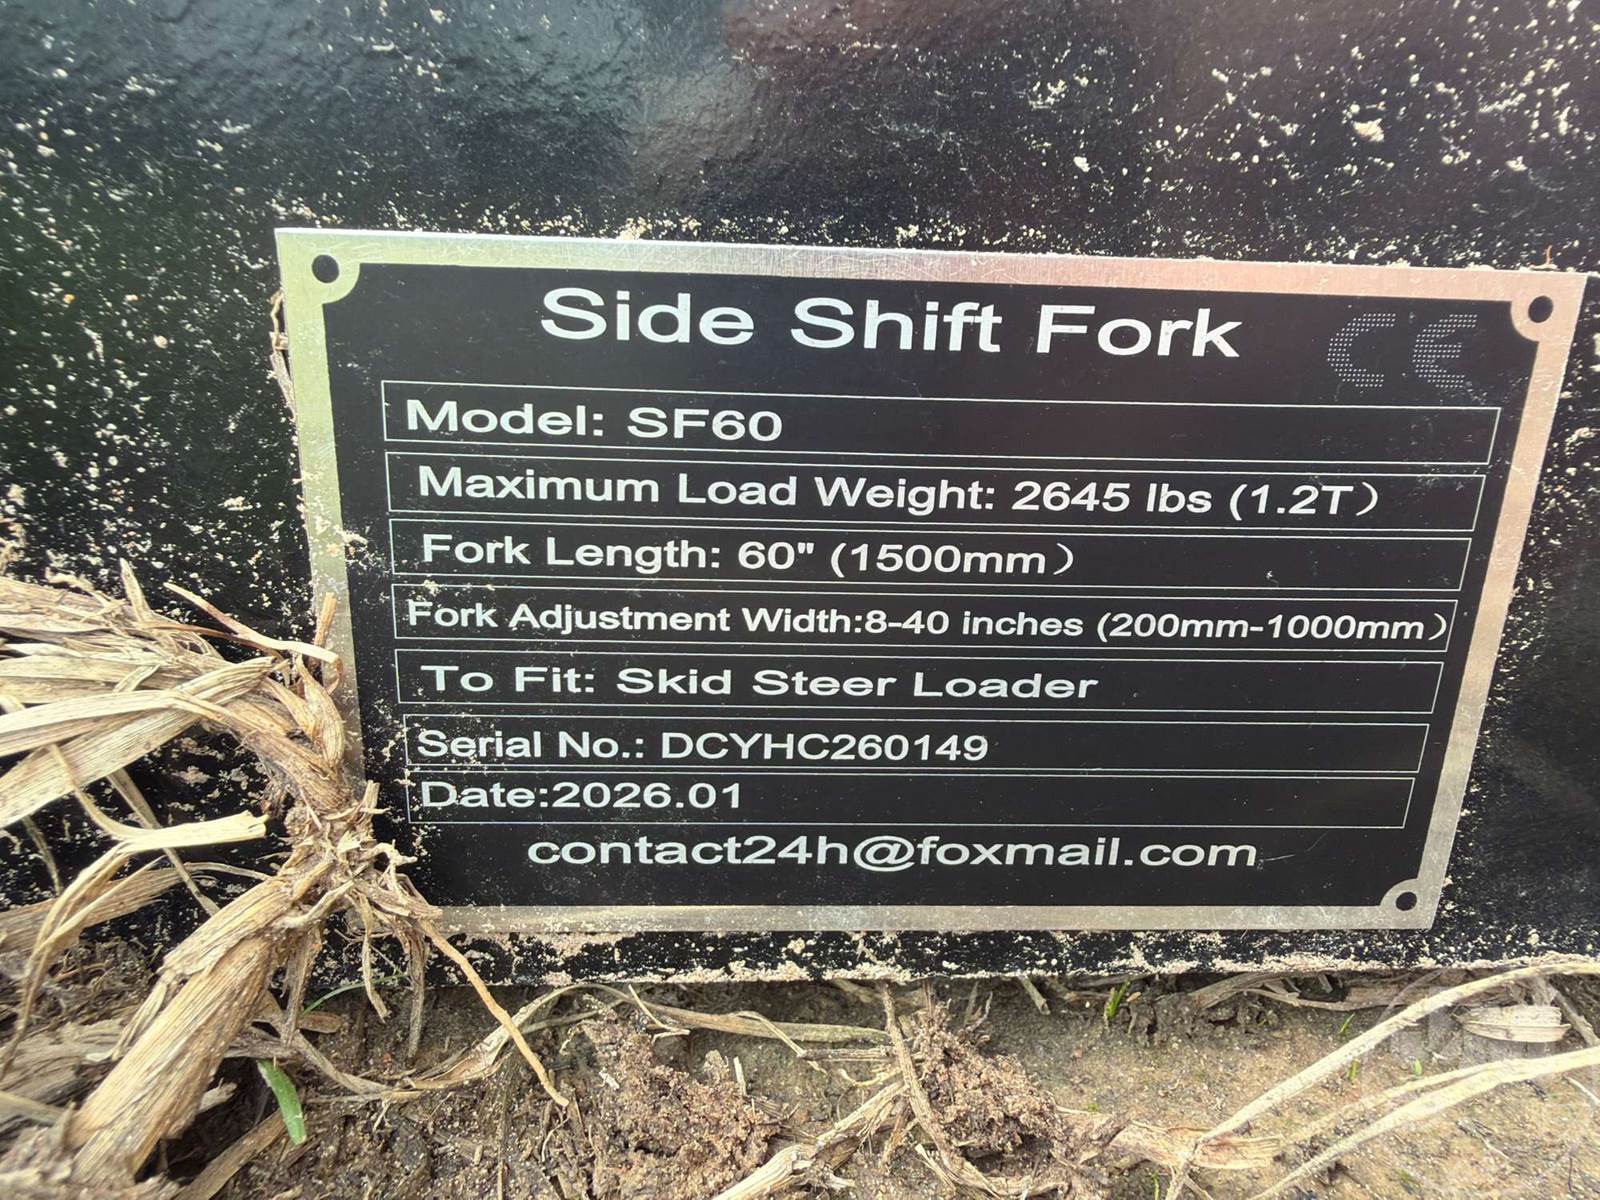 Side Shift Fork CE
Model: SF60
Maximum Load Weight: 2645 lbs (1.2T）
Fork Length: 60" (1500mm）
Fork Adjustment Width:8-40 inches (200mm-1000mm）
To Fit: Skid Steer Loader
Serial No.: DCYHC260149
Date:2026.01
contact24h@foxmail.com